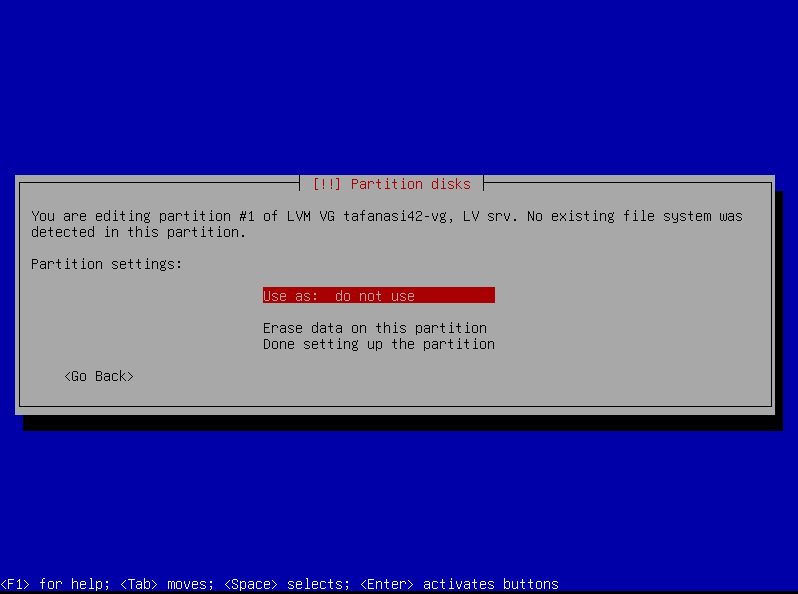 [!!] Partition disks
You are editing partition #1 of LVM VG tafanasi42-vg, LV srv. No existing file system was
detected in this partition.
Partition settings:
Use as: do not use
Erase data on this partition
Done setting up the partition
<Go Back>
<F1> for help; <Tab> moves; <Space> selects; <Enter> activates buttons